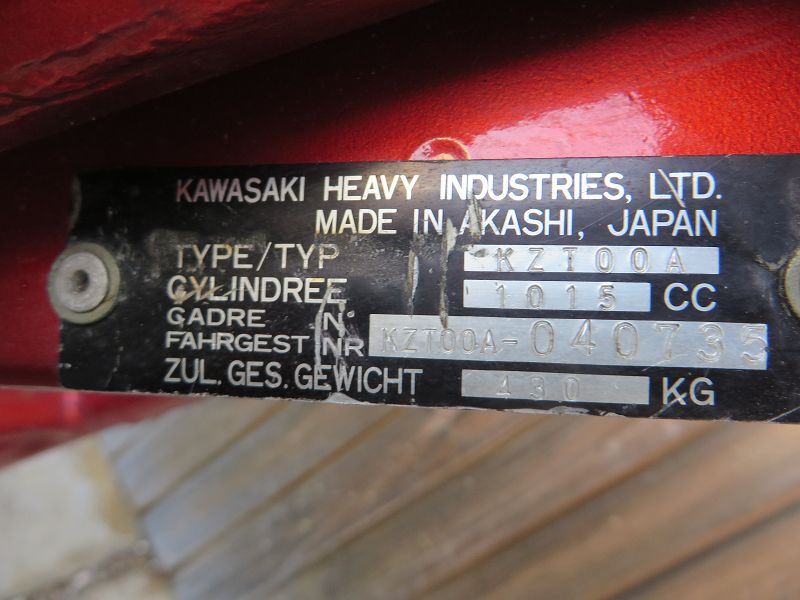 KAWASAKI HEAVY INDUSTRIES, LTD.
MADE IN AKASHI, JAPAN
TYPE/TYP KZT00A
CYLINDREE 1015 CC
CADRE N.
FAHRGEST NR KZT00A-040735
ZUL. GES. GEWICHT 430 KG